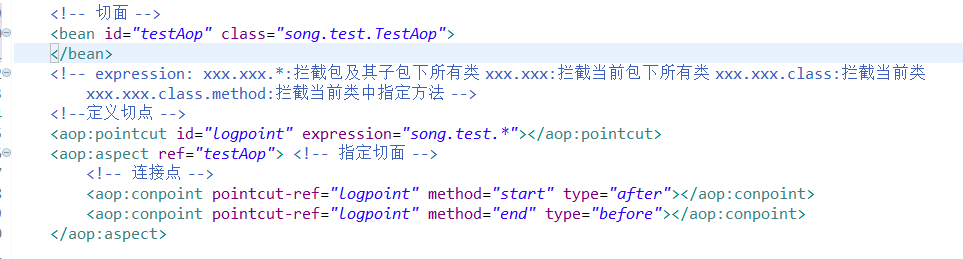 <!-- 切面 -->
<bean id="testAop" class="song.test.TestAop">
</bean>
<!-- expression: xxx.xxx.*:拦截包及其子包下所有类 xxx.xxx:拦截当前包下所有类 xxx.xxx.class:拦截当前类
xxx.xxx.class.method:拦截当前类中指定方法 -->
<!--定义切点 -->
<aop:pointcut id="logpoint" expression="song.test.*"></aop:pointcut>
<aop:aspect ref="testAop"> <!-- 指定切面 -->
<!-- 连接点 -->
<aop:conpoint pointcut-ref="logpoint" method="start" type="after"></aop:conpoint>
<aop:conpoint pointcut-ref="logpoint" method="end" type="before"></aop:conpoint>
</aop:aspect>